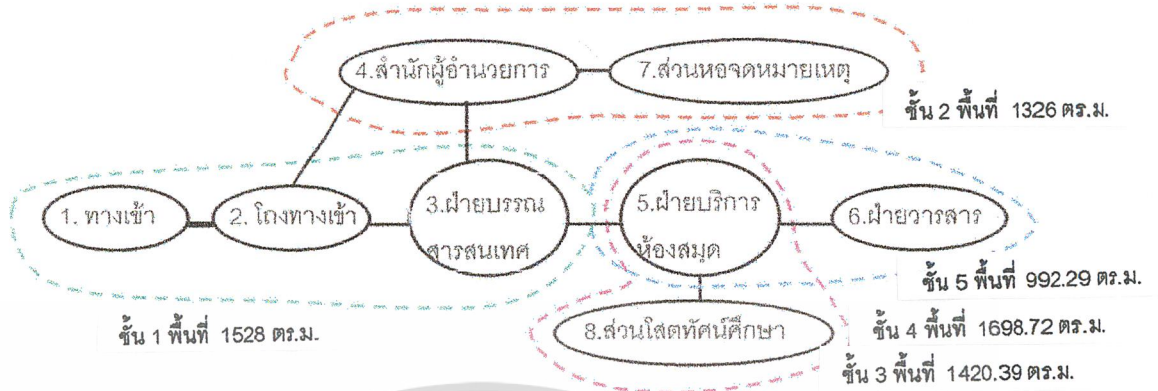 4.สำนักผู้อำนวยการ
7.ส่วนหอจดหมายเหตุ
ชั้น 2 พื้นที่ 1326 ตร.ม.
1. ทางเข้า
2. โถงทางเข้า
3.ฝ่ายบรรณ
สารสนเทศ
5.ฝ่ายบริการ
ห้องสมุด
6.ฝ่ายวารสาร
ชั้น 5 พื้นที่ 992.29 ตร.ม.
ชั้น 1 พื้นที่ 1528 ตร.ม.
8.ส่วนโสตทัศน์ศึกษา
ชั้น 4 พื้นที่ 1698.72 ตร.ม.
ชั้น 3 พื้นที่ 1420.39 ตร.ม.